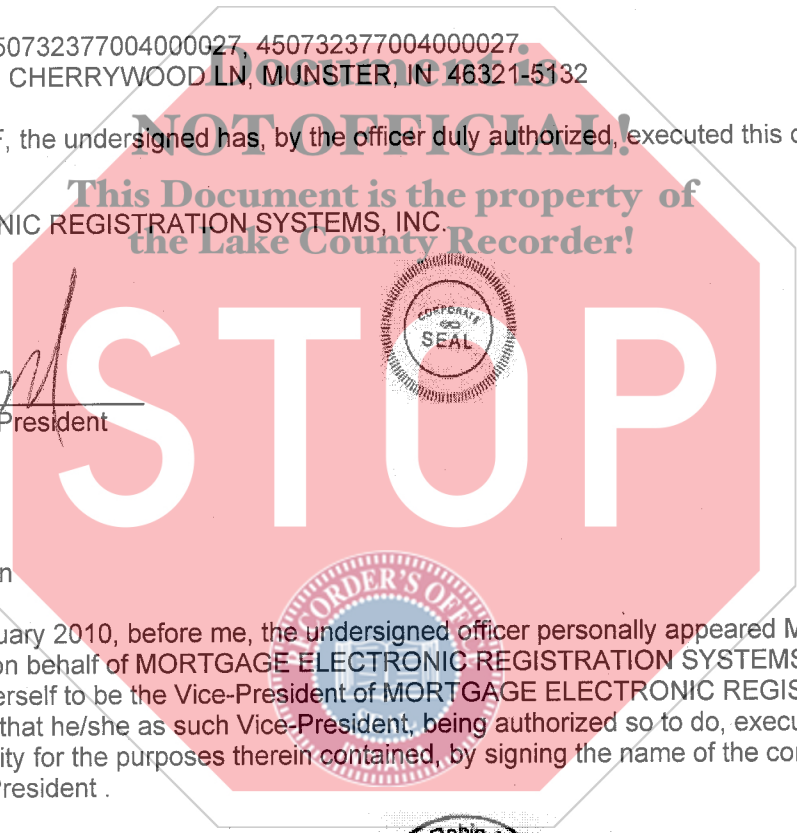 50732377004000027, 450732377004000027
CHERRYWOOD LN, MUNSTER, IN 46321-5132
Document is
NOT OFFICIAL!
, the undersigned has, by the officer duly authorized, executed this
This Document is the property of
the Lake County Recorder!
NIC REGISTRATION SYSTEMS, INC.
CORPORATE
SEAL
President
STOP
n
RECORDER'S OFFICE
uary 2010, before me, the undersigned officer personally appeared M
on behalf of MORTGAGE ELECTRONIC REGISTRATION SYSTEMS
erself to be the Vice-President of MORTGAGE ELECTRONIC REGIS
that he/she as such Vice-President, being authorized so to do, execu
ity for the purposes therein contained, by signing the name of the co
President .
INDIANA